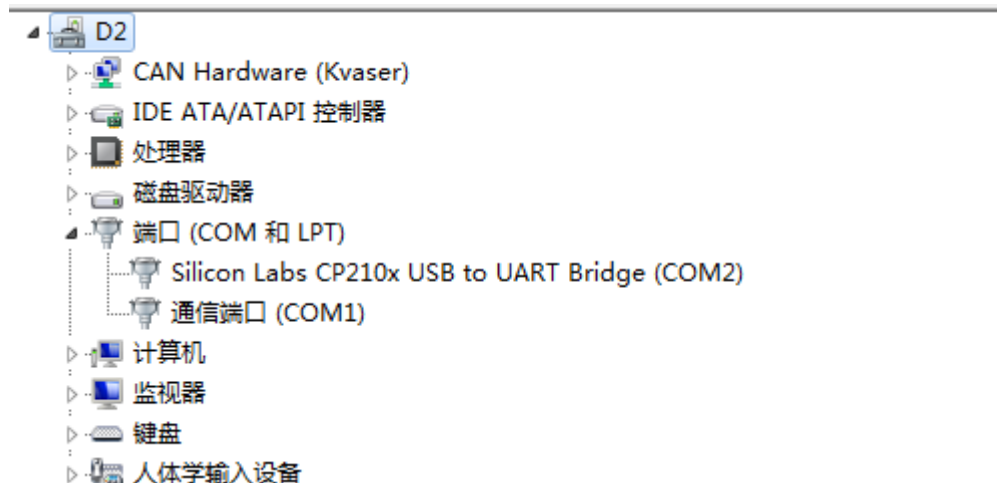 D2
CAN Hardware (Kvaser)
IDE ATA/ATAPI 控制器
处理器
磁盘驱动器
端口 (COM 和 LPT)
Silicon Labs CP210x USB to UART Bridge (COM2)
通信端口 (COM1)
计算机
监视器
键盘
人体学输入设备